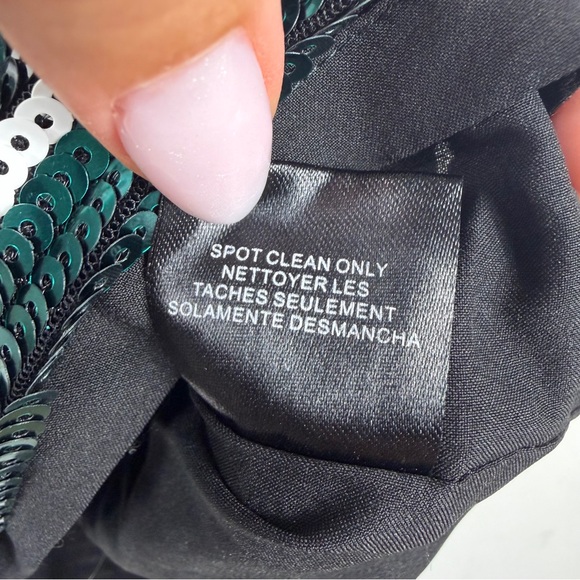 SPOT CLEAN ONLY
NETTOYER LES
TACHES SEULEMENT
SOLAMENTE DESMANCHA